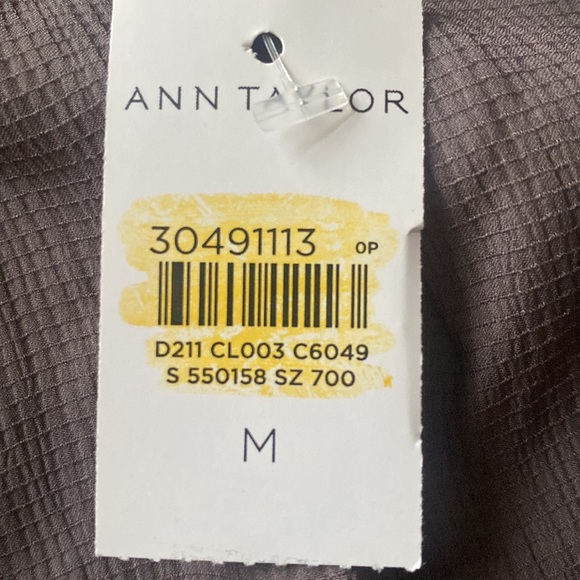 ANN TAYLOR
30491113 OP
D211 CL003 C6049
S 550158 SZ 700
M